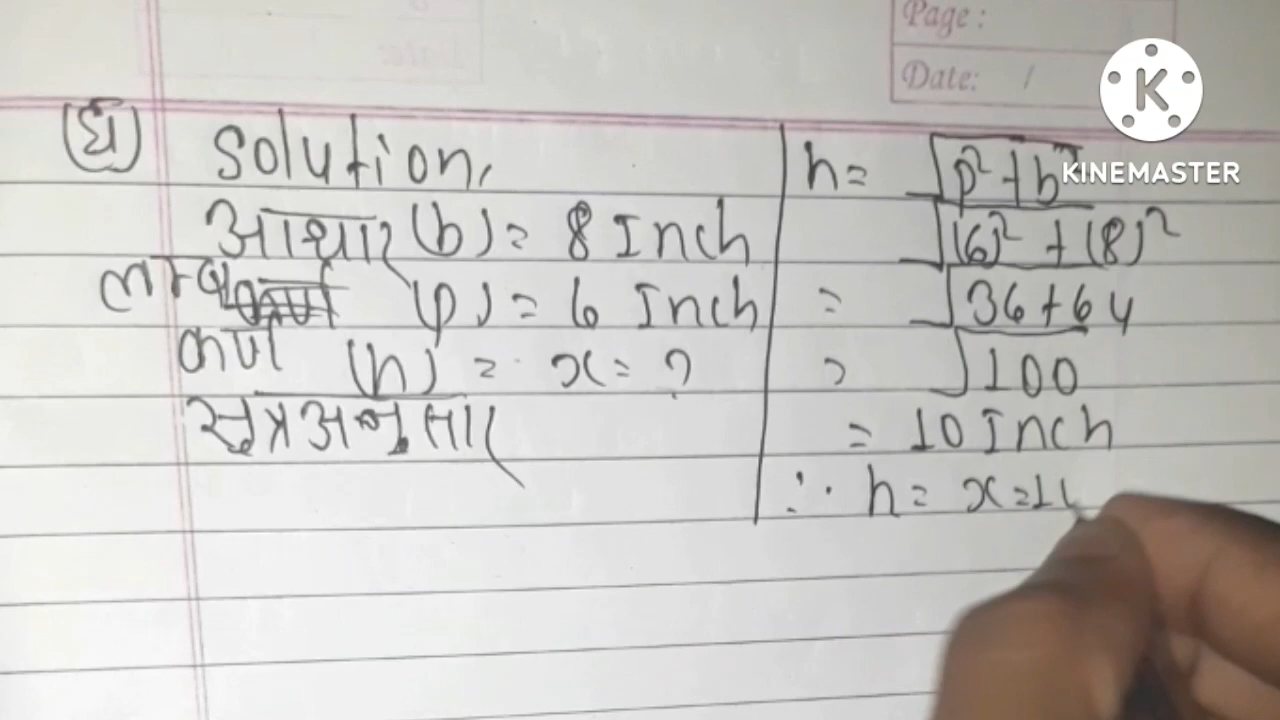 Page :
Date: /
K
KINEMASTER
(घ) Solution,
आधार (b) = 8 Inch
लम्ब (p) = 6 Inch
कर्ण (h) = x = ?
सूत्रअनुसार
h = √p²+b²
√(6)² + (8)²
= √36+64
= √100
= 10 Inch
∴ h = x = 1